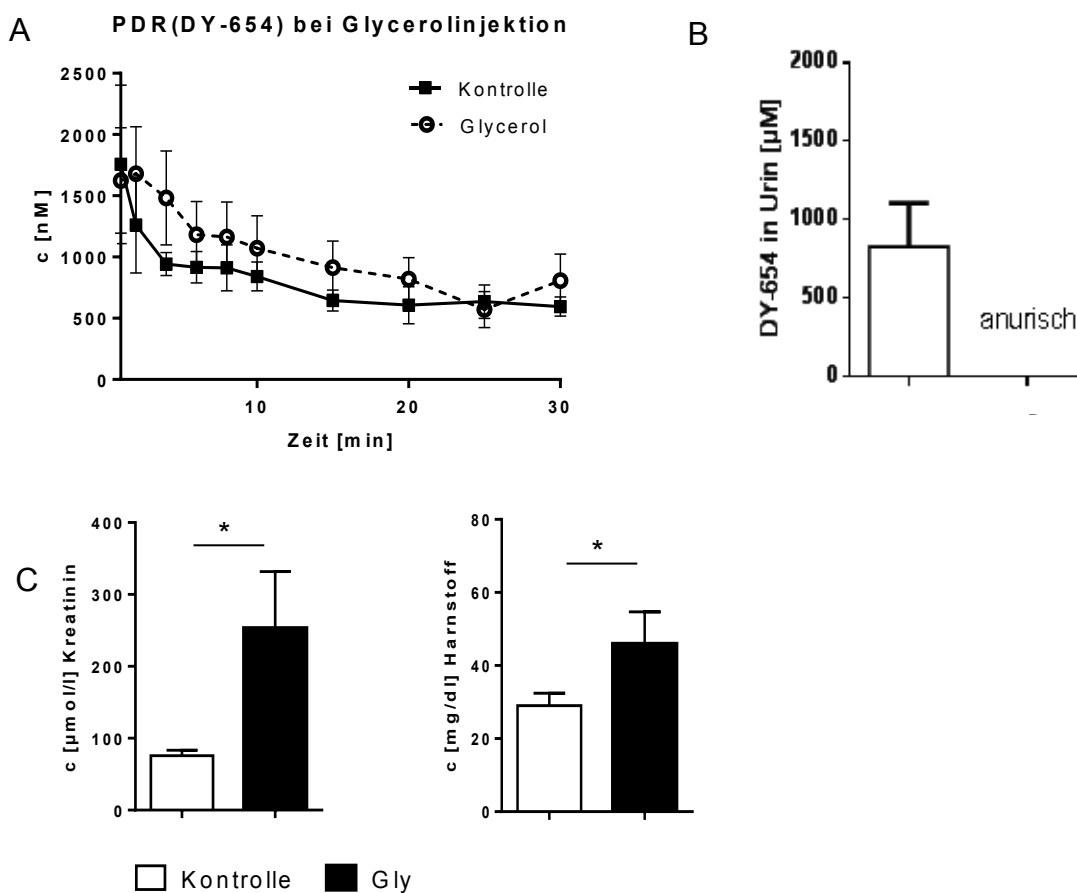 A
PDR(DY-654) bei Glycerolinjektion
2500
2000
1500
1000
500
0
c [nM]
Kontrolle
Glycerol
10
20
30
Zeit [min]
B
2000
1500
1000
500
0
DY-654 in Urin [µM]
anurisch
C
400
300
200
100
0
c [µmol/l] Kreatinin
*
80
60
40
20
0
c [mg/dl] Harnstoff
*
Kontrolle
Gly